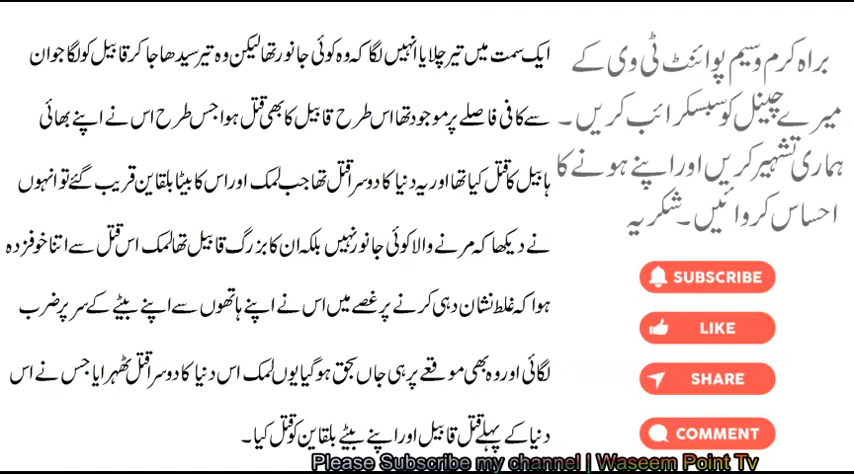 ایک سمت میں تیر چلایا انہیں لگا کہ وہ کوئی جانور تھا لیکن وہ تیر سیدھا جا کر قابیل کو لگا جو ان
سے کافی فاصلے پر موجود تھا اس طرح قابیل کا بھی قتل ہوا جس طرح اس نے اپنے بھائی
ہابیل کا قتل کیا تھا اور یہ دنیا کا دوسرا قتل تھا جب لمک اور اس کا بیٹا بلقاین قریب گئے تو انہوں
نے دیکھا کہ مرنے والا کوئی جانور نہیں بلکہ ان کا بزرگ قابیل تھا لمک اس قتل سے اتنا خوفزدہ
ہوا کہ غلط نشان دہی کرنے پر غصے میں اس نے اپنے ہاتھوں سے اپنے بیٹے کے سر پر ضرب
لگائی اور وہ بھی موقعے پر ہی جاں بحق ہو گیا یوں لمک اس دنیا کا دوسرا قتل ٹھہرایا جس نے اس
دنیا کے پہلے قتل قابیل اور اپنے بیٹے بلقاین کو قتل کیا۔
براہ کرم وسیم پوائنٹ ٹی وی کے
میرے چینل کو سبسکرائب کریں۔
ہماری تشہیر کریں اور اپنے ہونے کا
احساس کروائیں۔ شکریہ
SUBSCRIBE
LIKE
SHARE
COMMENT
Please Subscribe my channel | Waseem Point Tv